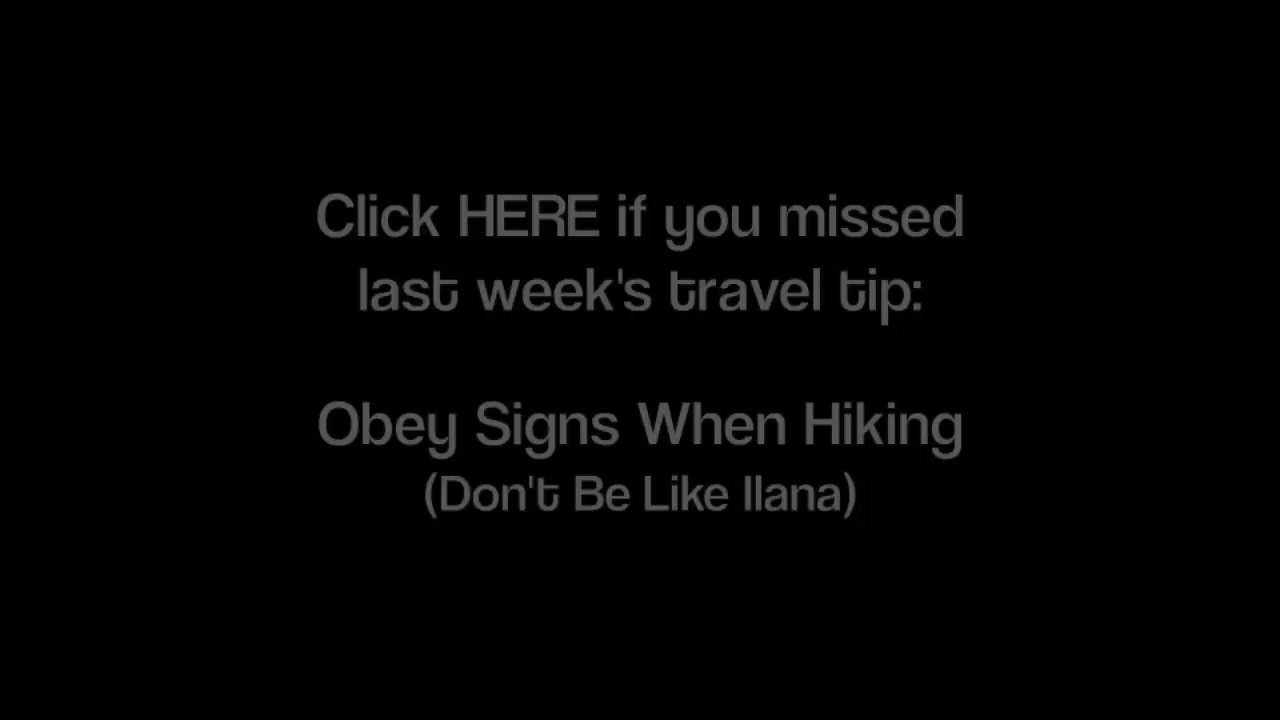 Click HERE if you missed
last week's travel tip:
Obey Signs When Hiking
(Don't Be Like Ilana)